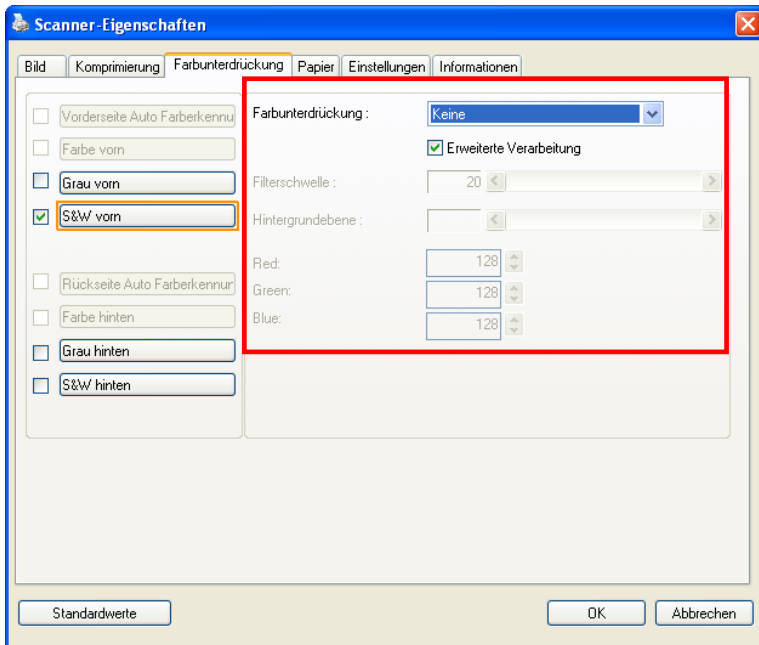 Scanner-Eigenschaften
Bild Komprimierung Farbunterdrückung Papier Einstellungen Informationen
Vorderseite Auto Farberkennu
Farbe vorn
Grau vorn
S&W vorn
Rückseite Auto Farberkennur
Farbe hinten
Grau hinten
S&W hinten
Farbunterdrückung : Keine
Erweiterte Verarbeitung
Filterschwelle : 20
Hintergrundebene :
Red: 128
Green: 128
Blue: 128
Standardwerte OK Abbrechen